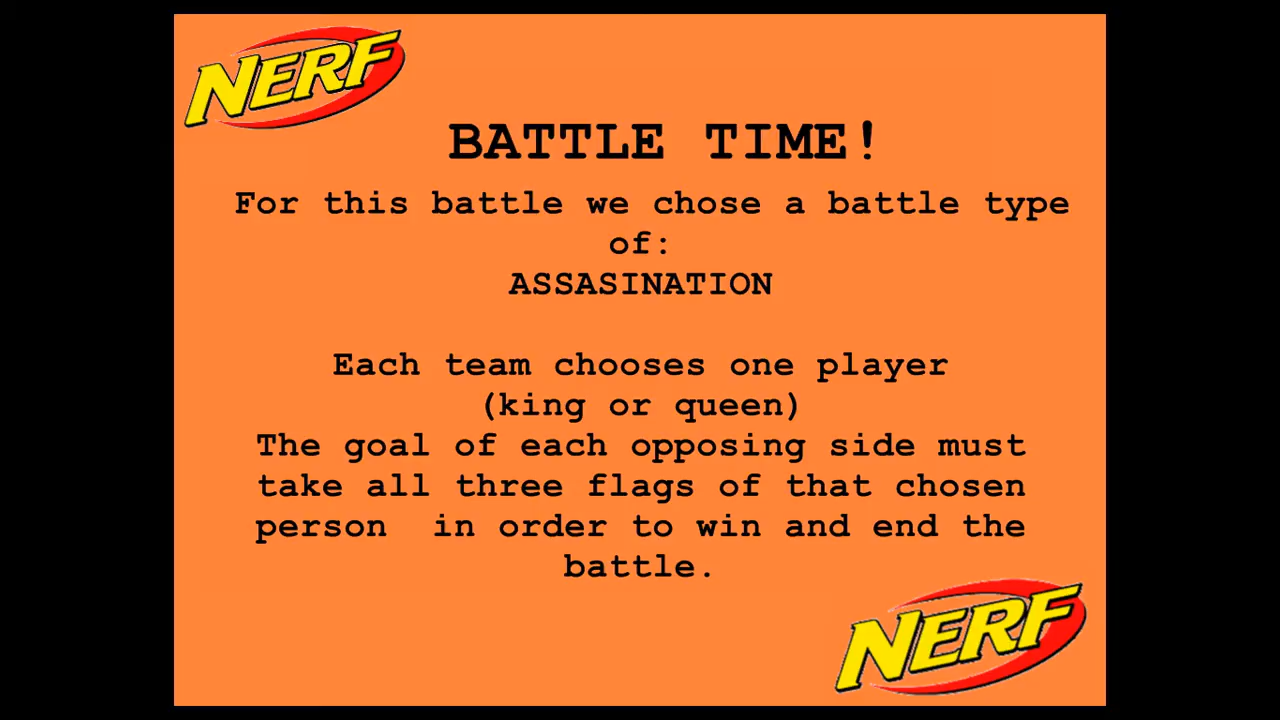 NERF
BATTLE TIME!
For this battle we chose a battle type
of:
ASSASINATION
Each team chooses one player
(king or queen)
The goal of each opposing side must
take all three flags of that chosen
person  in order to win and end the
battle.
NERF